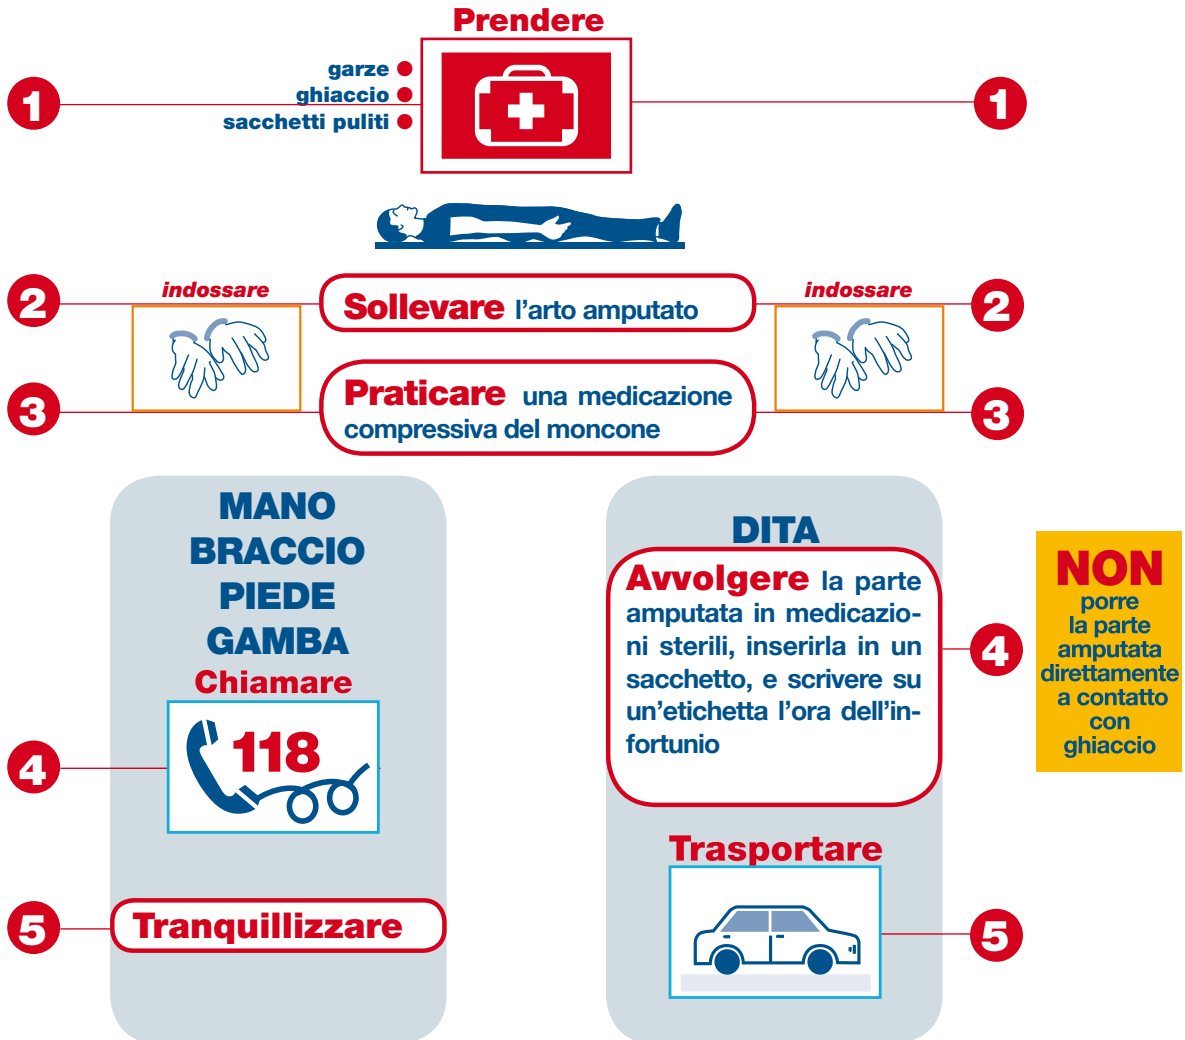 Prendere
garze
ghiaccio
sacchetti puliti
1
1
2
indossare
Sollevare l’arto amputato
indossare
2
3
Praticare una medicazione
compressiva del moncone
3
MANO
BRACCIO
PIEDE
GAMBA
Chiamare
118
4
5
Tranquillizzare
DITA
Avvolgere la parte
amputata in medicazio-
ni sterili, inserirla in un
sacchetto, e scrivere su
un’etichetta l’ora dell’in-
fortunio
4
NON
porre
la parte
amputata
direttamente
a contatto
con
ghiaccio
Trasportare
5